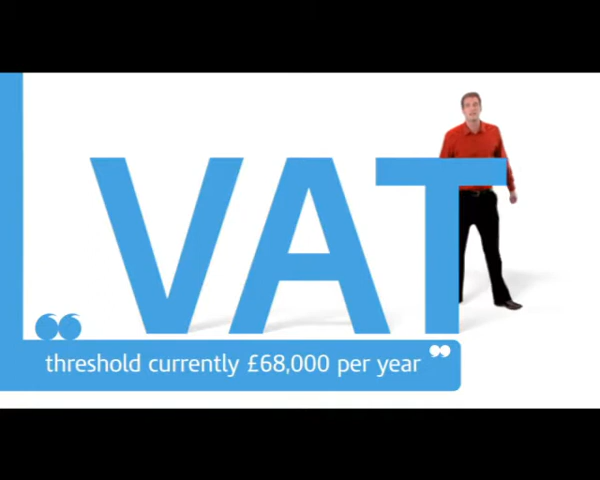 VAT
“ threshold currently £68,000 per year ”